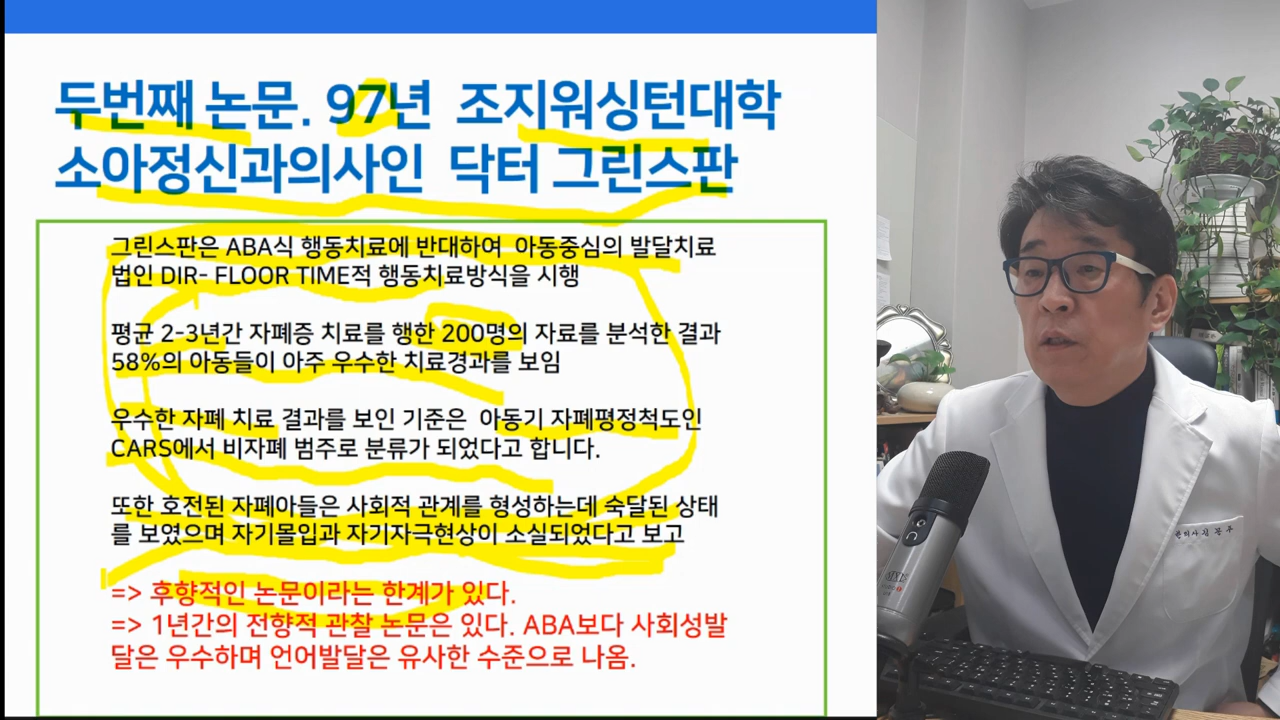 두번째 논문. 97년 조지워싱턴대학
소아정신과의사인 닥터 그린스판
그린스판은 ABA식 행동치료에 반대하여 아동중심의 발달치료
법인 DIR- FLOOR TIME적 행동치료방식을 시행
평균 2-3년간 자폐증 치료를 행한 200명의 자료를 분석한 결과
58%의 아동들이 아주 우수한 치료경과를 보임
우수한 자폐 치료 결과를 보인 기준은 아동기 자폐평정척도인
CARS에서 비자폐 범주로 분류가 되었다고 합니다.
또한 호전된 자폐아들은 사회적 관계를 형성하는데 숙달된 상태
를 보였으며 자기몰입과 자기자극현상이 소실되었다고 보고
=> 후향적인 논문이라는 한계가 있다.
=> 1년간의 전향적 관찰 논문은 있다. ABA보다 사회성발
달은 우수하며 언어발달은 유사한 수준으로 나옴.